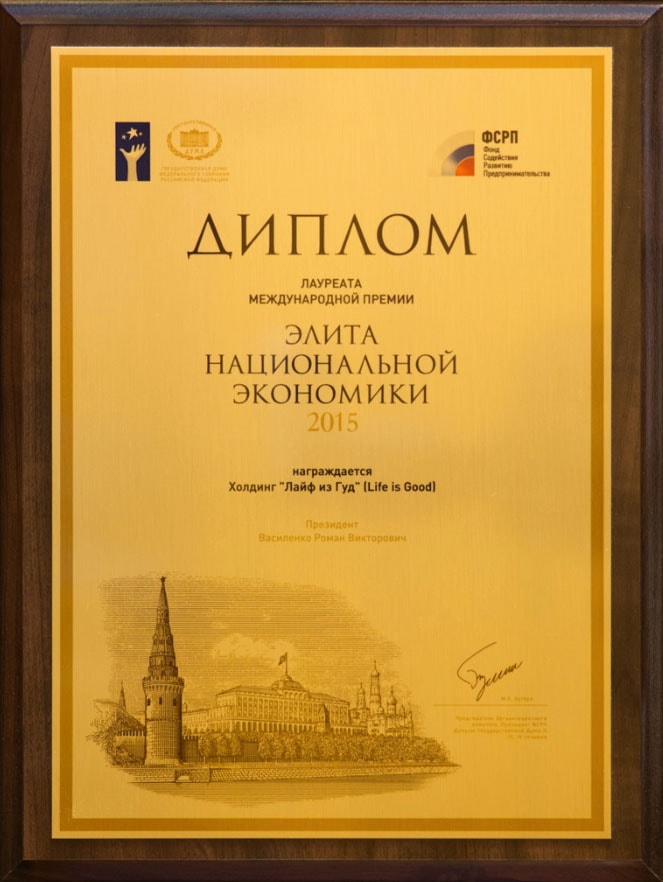 ГОСУДАРСТВЕННАЯ ДУМА
ФЕДЕРАЛЬНОГО СОБРАНИЯ
РОССИЙСКОЙ ФЕДЕРАЦИИ
ФСРП
Фонд
Содействия
Развитию
Предпринимательства
ДИПЛОМ
ЛАУРЕАТА
МЕЖДУНАРОДНОЙ ПРЕМИИ
ЭЛИТА
НАЦИОНАЛЬНОЙ
ЭКОНОМИКИ
2015
награждается
Холдинг "Лайф из Гуд" (Life is Good)
Президент
Василенко Роман Викторович
Председатель Организационного
комитета, Президент ФСРП,
Депутат Государственной Думы II,